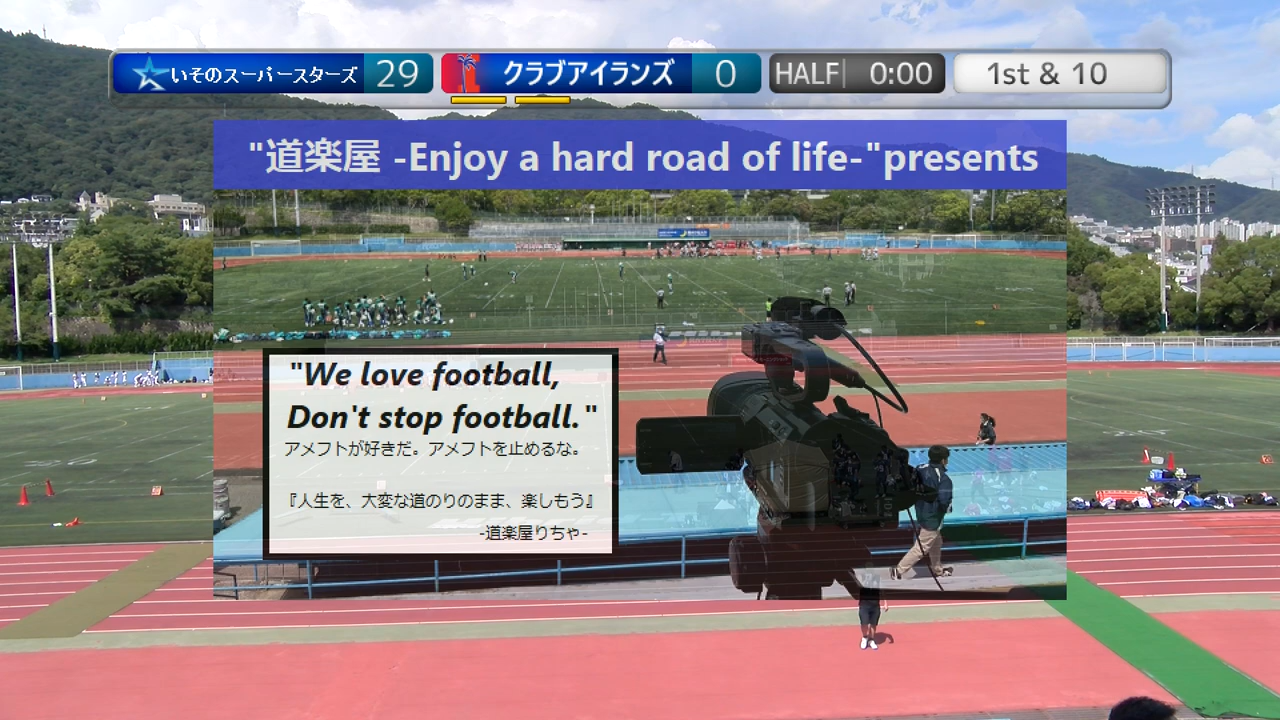 いそのスーパースターズ 29 クラブアイランズ 0 HALF 0:00 1st & 10
"道楽屋 -Enjoy a hard road of life-"presents
"We love football,
Don't stop football."
アメフトが好きだ。アメフトを止めるな。
『人生を、大変な道のりのまま、楽しもう』
-道楽屋りちゃ-